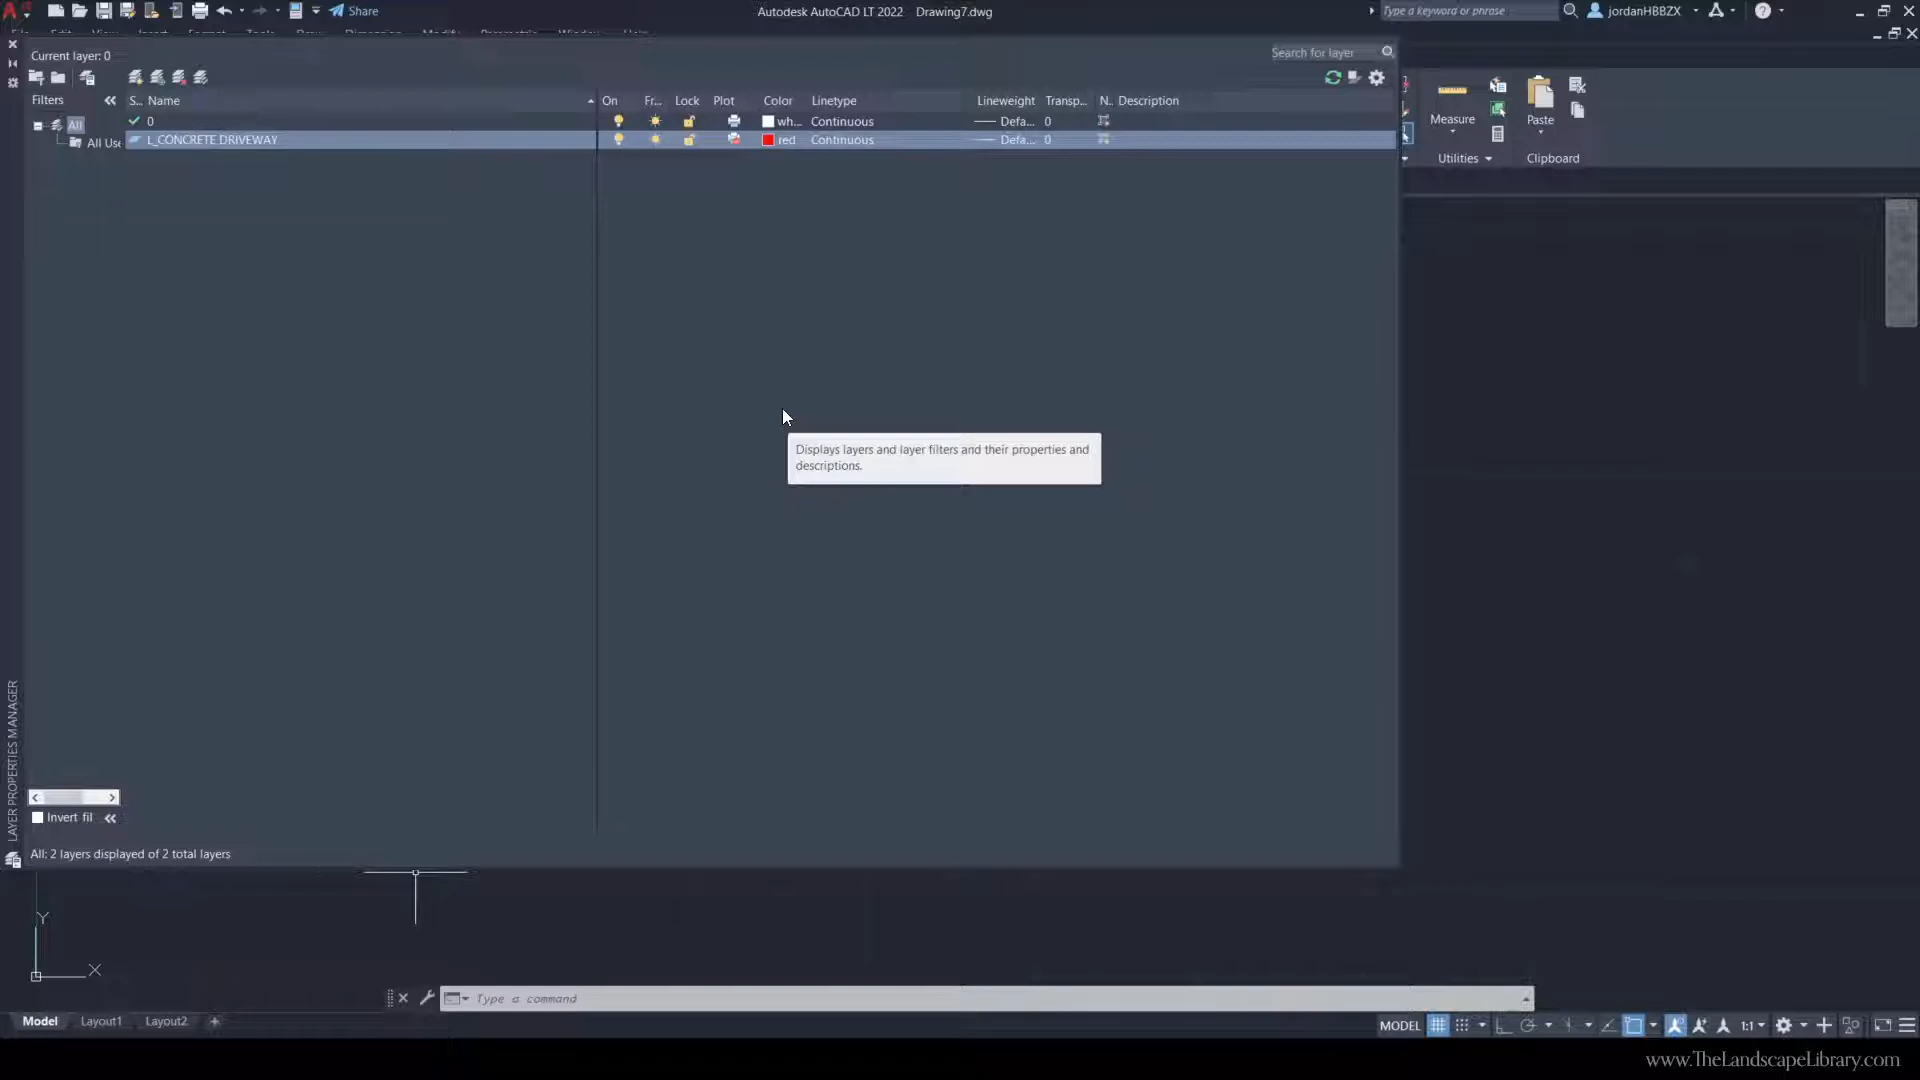 Share
Autodesk AutoCAD LT 2022 Drawing7.dwg
Type a keyword or phrase
jordanHBBZX
Current layer: 0
Search for layer
Filters
S.. Name
On Fr... Lock Plot Color Linetype Lineweight Transp... N.. Description
All
0 wh... Continuous Defa... 0
All Use
L_CONCRETE DRIVEWAY red Continuous Defa... 0
Measure
Paste
Utilities
Clipboard
Displays layers and layer filters and their properties and
descriptions.
LAYER PROPERTIES MANAGER
Invert fil
All: 2 layers displayed of 2 total layers
Y
X
Type a command
Model Layout1 Layout2
MODEL 1:1
www.TheLandscapeLibrary.com